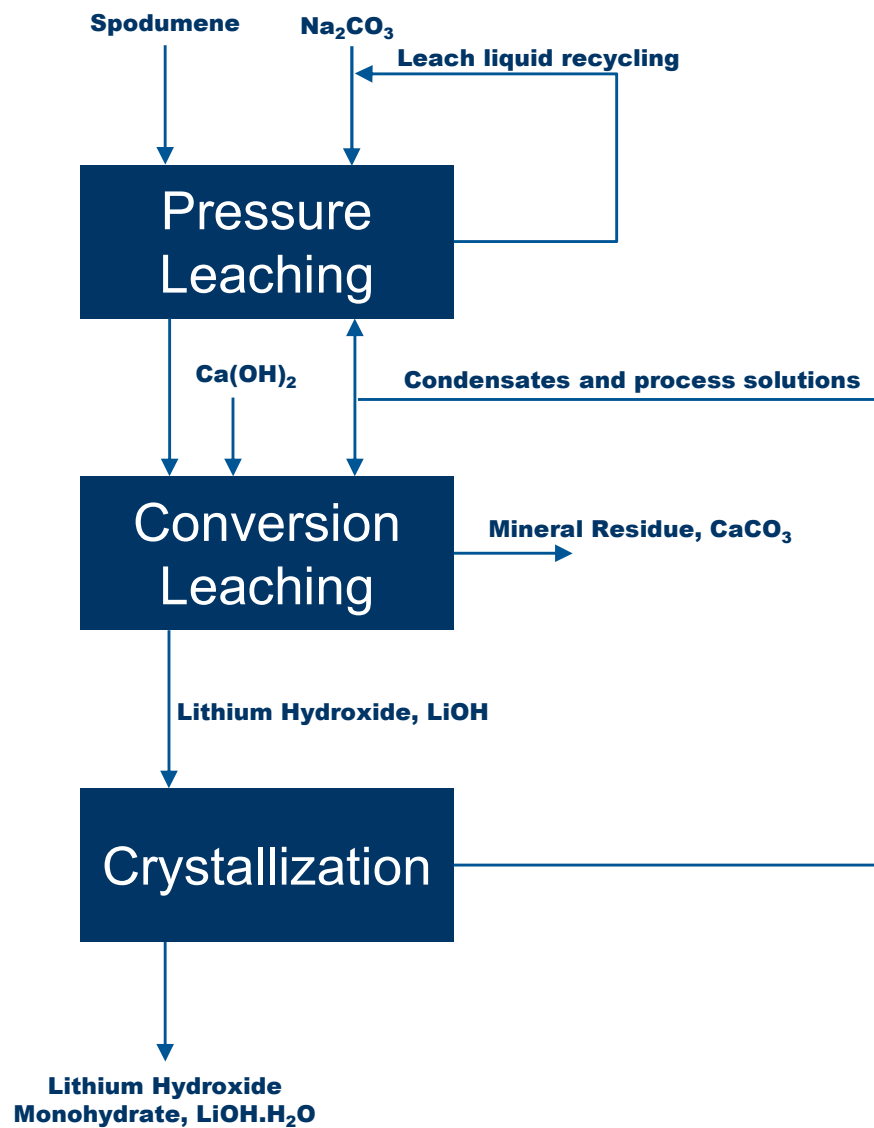 Spodumene
Na₂CO₃
Leach liquid recycling
Pressure
Leaching
Ca(OH)₂
Condensates and process solutions
Conversion
Leaching
Mineral Residue, CaCO₃
Lithium Hydroxide, LiOH
Crystallization
Lithium Hydroxide
Monohydrate, LiOH.H₂O